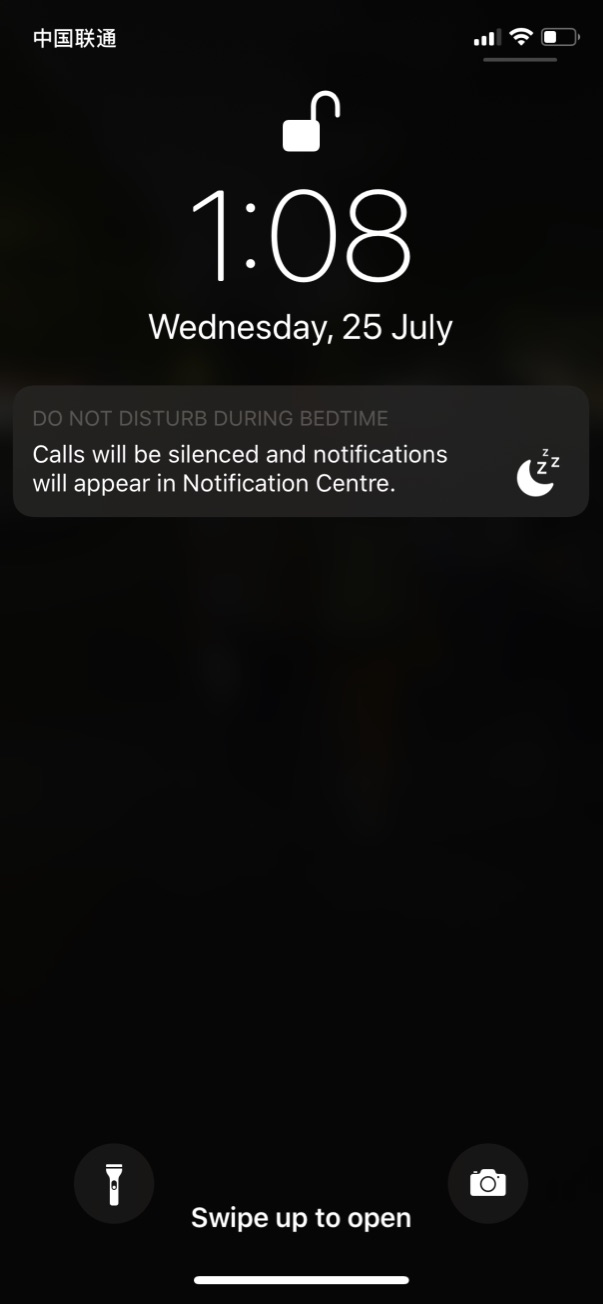 中国联通
1:08
Wednesday, 25 July
DO NOT DISTURB DURING BEDTIME
Calls will be silenced and notifications
will appear in Notification Centre.
z
z z
Swipe up to open